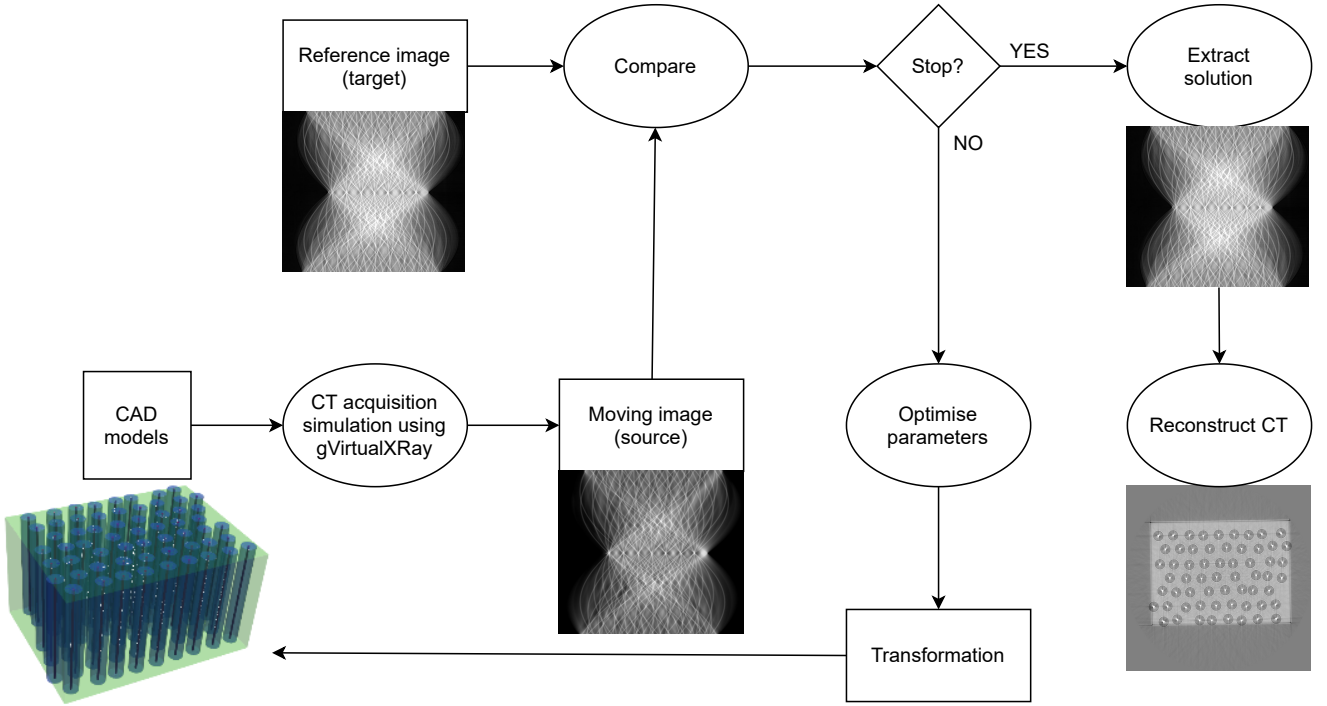 Reference image
(target)
Compare
Stop?
YES
Extract
solution
NO
CAD
models
CT acquisition
simulation using
gVirtualXRay
Moving image
(source)
Optimise
parameters
Reconstruct CT
Transformation